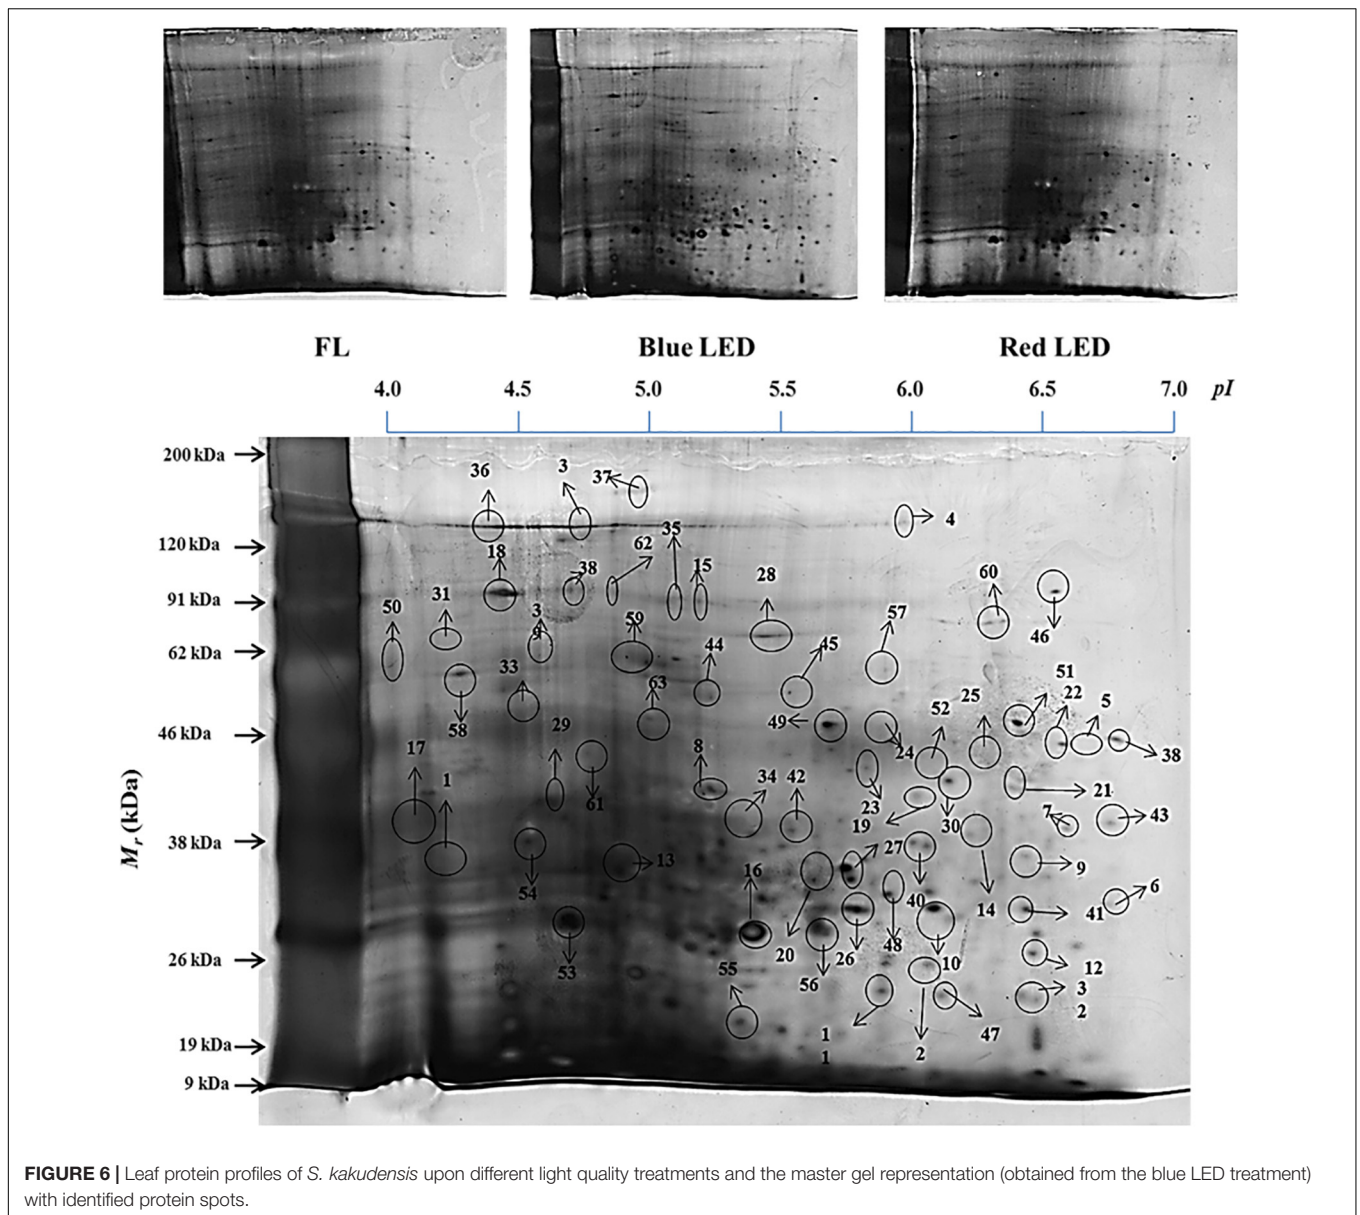 FL Blue LED Red LED
4.0 4.5 5.0 5.5 6.0 6.5 7.0 pI
200 kDa
120 kDa
91 kDa
62 kDa
46 kDa
38 kDa
26 kDa
19 kDa
9 kDa
Mr (kDa)
36 3 37 4
35
18 38 62 15 28 60
50 31 3
9 59 57 46
44 45
33 58 63 49 25 51
22 5
52
17 1 29 8 24 38
61 34 42 23 19 30 21 7 43
54 13 16 27 9
40 14 41 6
20 48
53 55 56 26 10 12
3
2
1
1 2 47
FIGURE 6 | Leaf protein profiles of S. kakudensis upon different light quality treatments and the master gel representation (obtained from the blue LED treatment)
with identified protein spots.